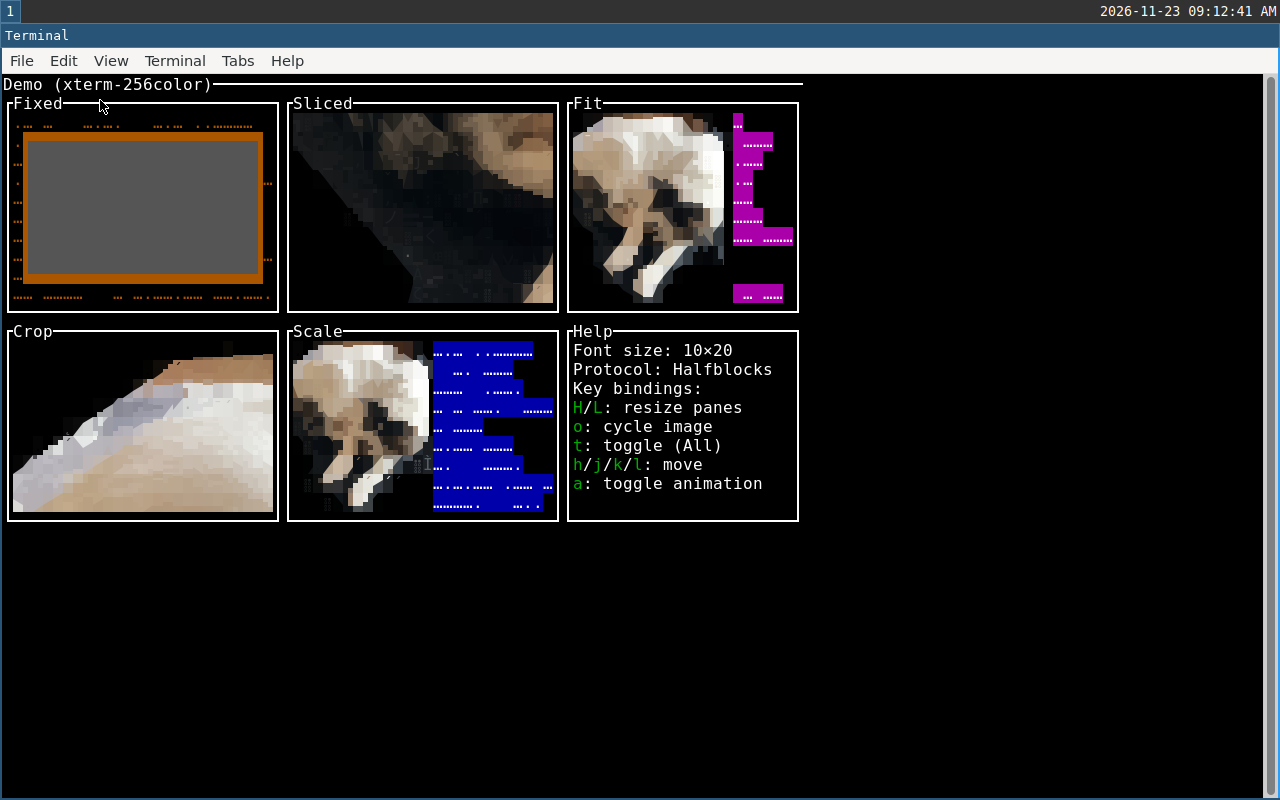 1
2026-11-23 09:12:41 AM
Terminal
File Edit View Terminal Tabs Help
Demo (xterm-256color)
Fixed
Sliced
Fit
Crop
Scale
Help
Font size: 10×20
Protocol: Halfblocks
Key bindings:
H/L: resize panes
o: cycle image
t: toggle (All)
h/j/k/l: move
a: toggle animation